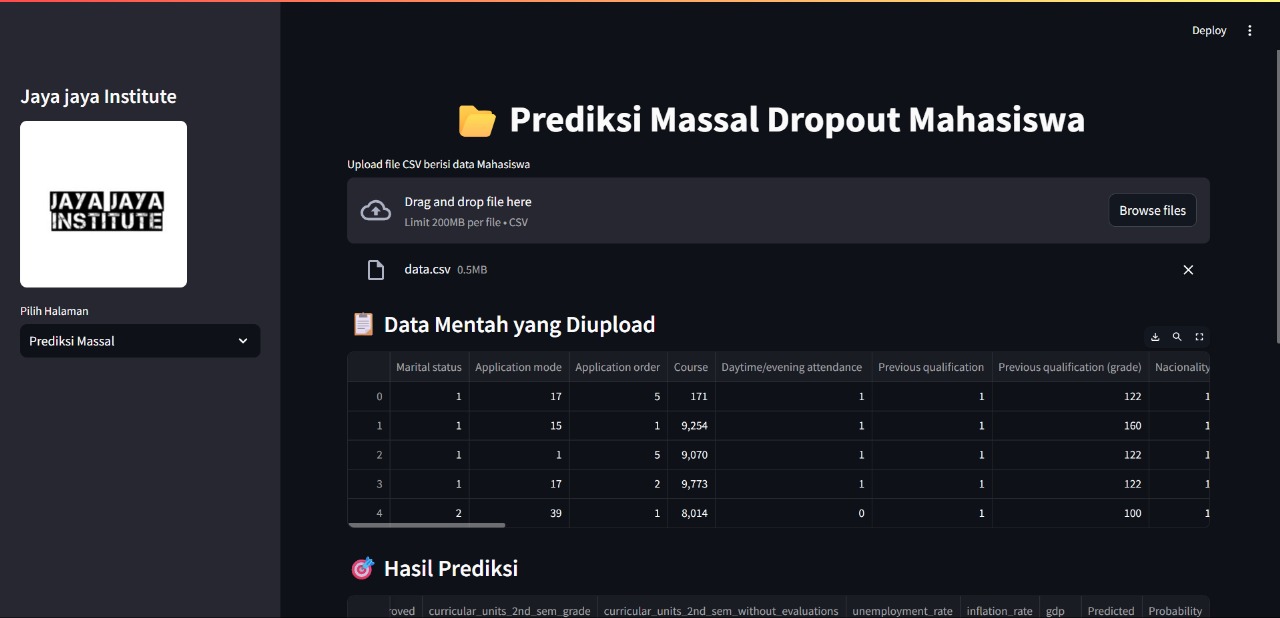 Deploy
Jaya jaya Institute
JAYA JAYA
INSTITUTE
Pilih Halaman
Prediksi Massal
Prediksi Massal Dropout Mahasiswa
Upload file CSV berisi data Mahasiswa
Drag and drop file here
Limit 200MB per file • CSV
Browse files
data.csv 0.5MB
Data Mentah yang Diupload
Marital status Application mode Application order Course Daytime/evening attendance Previous qualification Previous qualification (grade) Nacionality
0 1 17 5 171 1 1 122 1
1 1 15 1 9,254 1 1 160 1
2 1 1 5 9,070 1 1 122 1
3 1 17 2 9,773 1 1 122 1
4 2 39 1 8,014 0 1 100 1
Hasil Prediksi
roved curricular_units_2nd_sem_grade curricular_units_2nd_sem_without_evaluations unemployment_rate inflation_rate gdp Predicted Probability